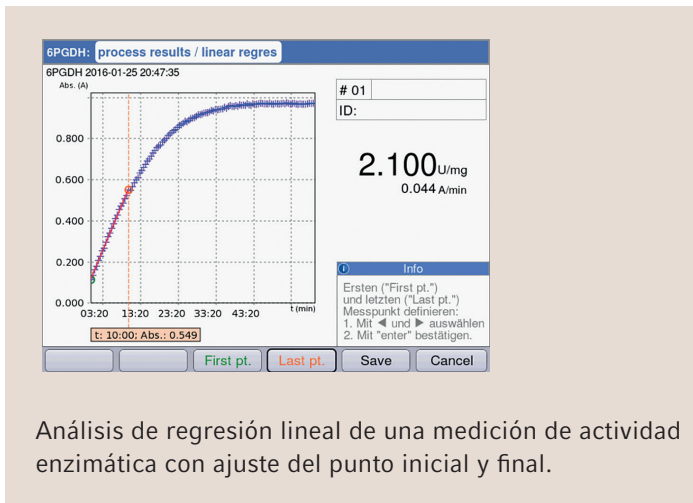 6PGDH: process results / linear regres
6PGDH 2016-01-25 20:47:35
Abs. (A)
0.800
0.600
0.400
0.200
0.000
03:20 13:20 23:20 33:20 43:20 t (min)
t: 10:00; Abs.: 0.549
# 01
ID:
2.100 U/mg
0.044 A/min
Info
Ersten ("First pt.")
und letzten ("Last pt.")
Messpunkt definieren:
1. Mit ◀ und ▶ auswählen
2. Mit "enter" bestätigen.
First pt. Last pt. Save Cancel
Análisis de regresión lineal de una medición de actividad
enzimática con ajuste del punto inicial y final.